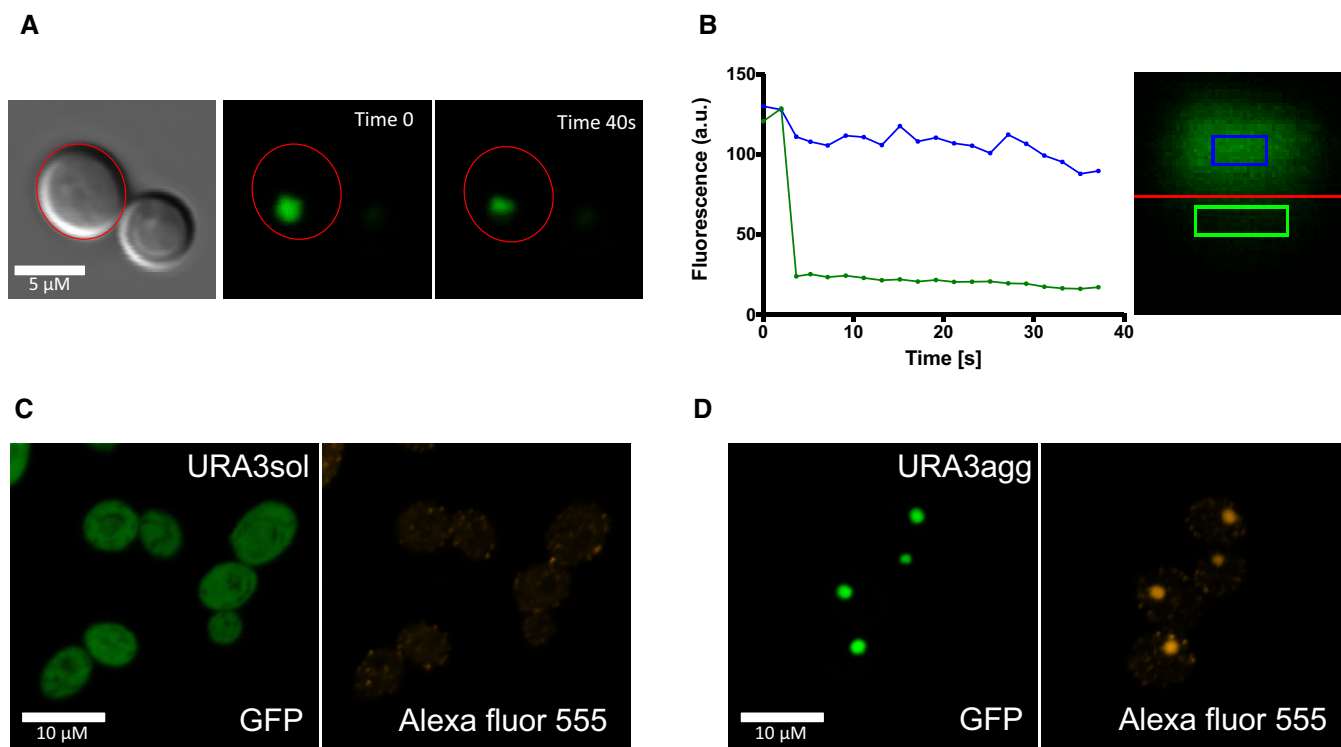 A
B
Time 0
Time 40s
5 µM
150
100
50
0
Fluorescence (a.u.)
0
10
20
30
40
Time [s]
C
D
URA3sol
GFP
10 µM
Alexa fluor 555
URA3agg
GFP
10 µM
Alexa fluor 555